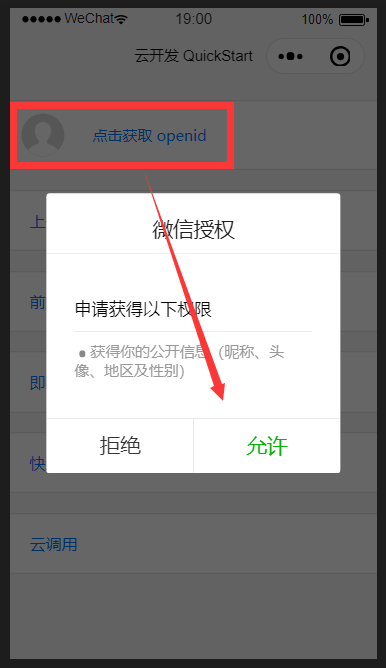 WeChat 19:00 100%
云开发 QuickStart
点击获取 openid
上
微信授权
前
申请获得以下权限
获得你的公开信息（昵称、头
像、地区及性别）
即
拒绝 允许
快
云调用